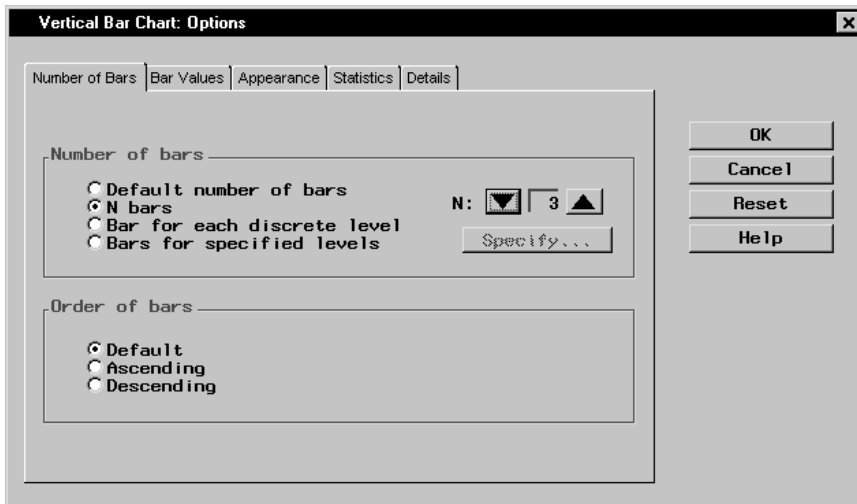 Vertical Bar Chart: Options
Number of Bars Bar Values Appearance Statistics Details
Number of bars
Default number of bars
N bars
Bar for each discrete level
Bars for specified levels
N: 3
Specify...
Order of bars
Default
Ascending
Descending
OK
Cancel
Reset
Help